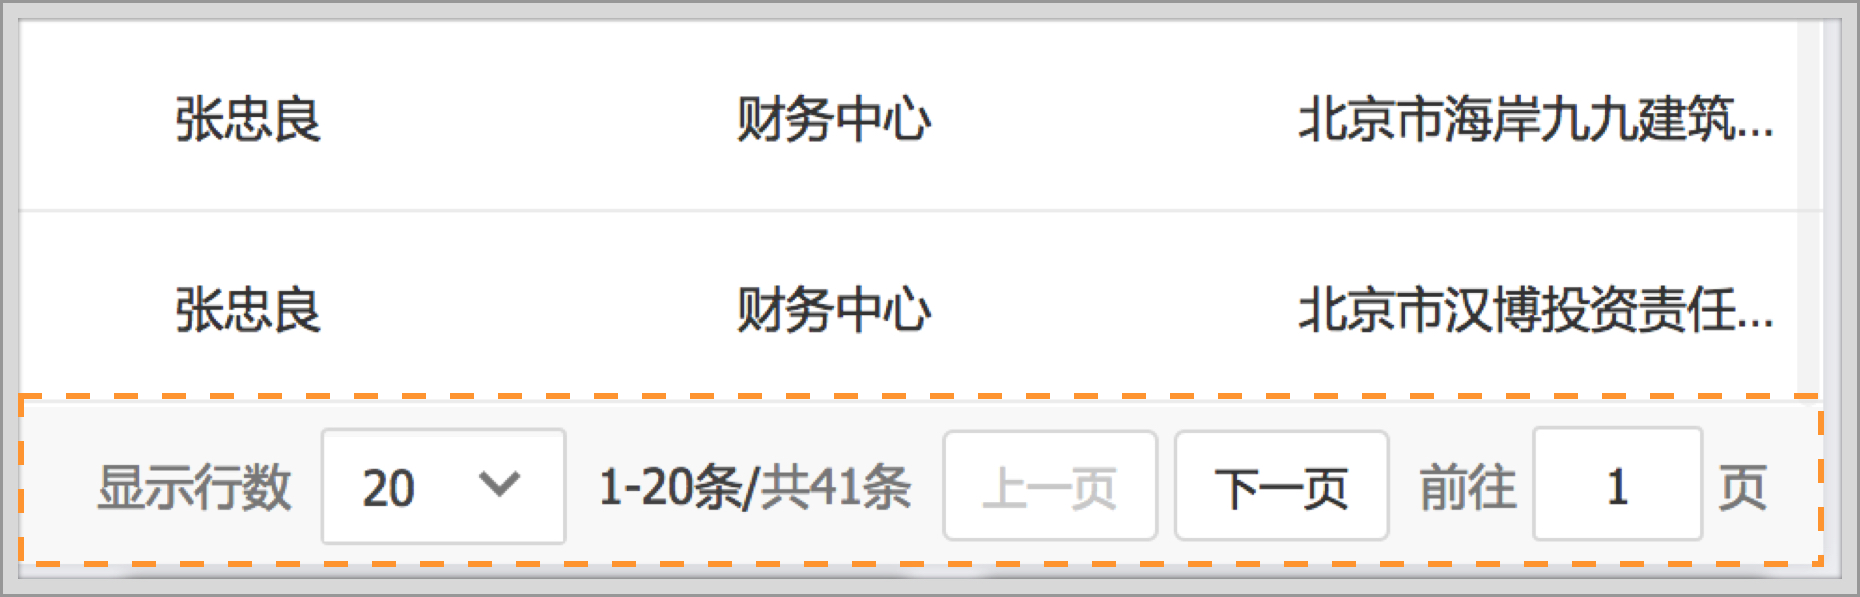 张忠良 财务中心 北京市海岸九九建筑...
张忠良 财务中心 北京市汉博投资责任...
显示行数 20 1-20条/共41条 上一页 下一页 前往 1 页